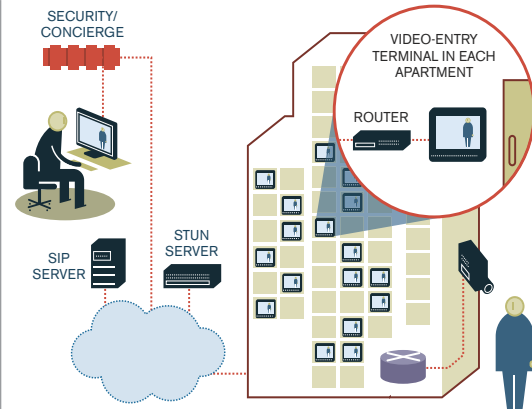 SECURITY/
CONCIERGE
VIDEO-ENTRY
TERMINAL IN EACH
APARTMENT
ROUTER
SIP
SERVER
STUN
SERVER